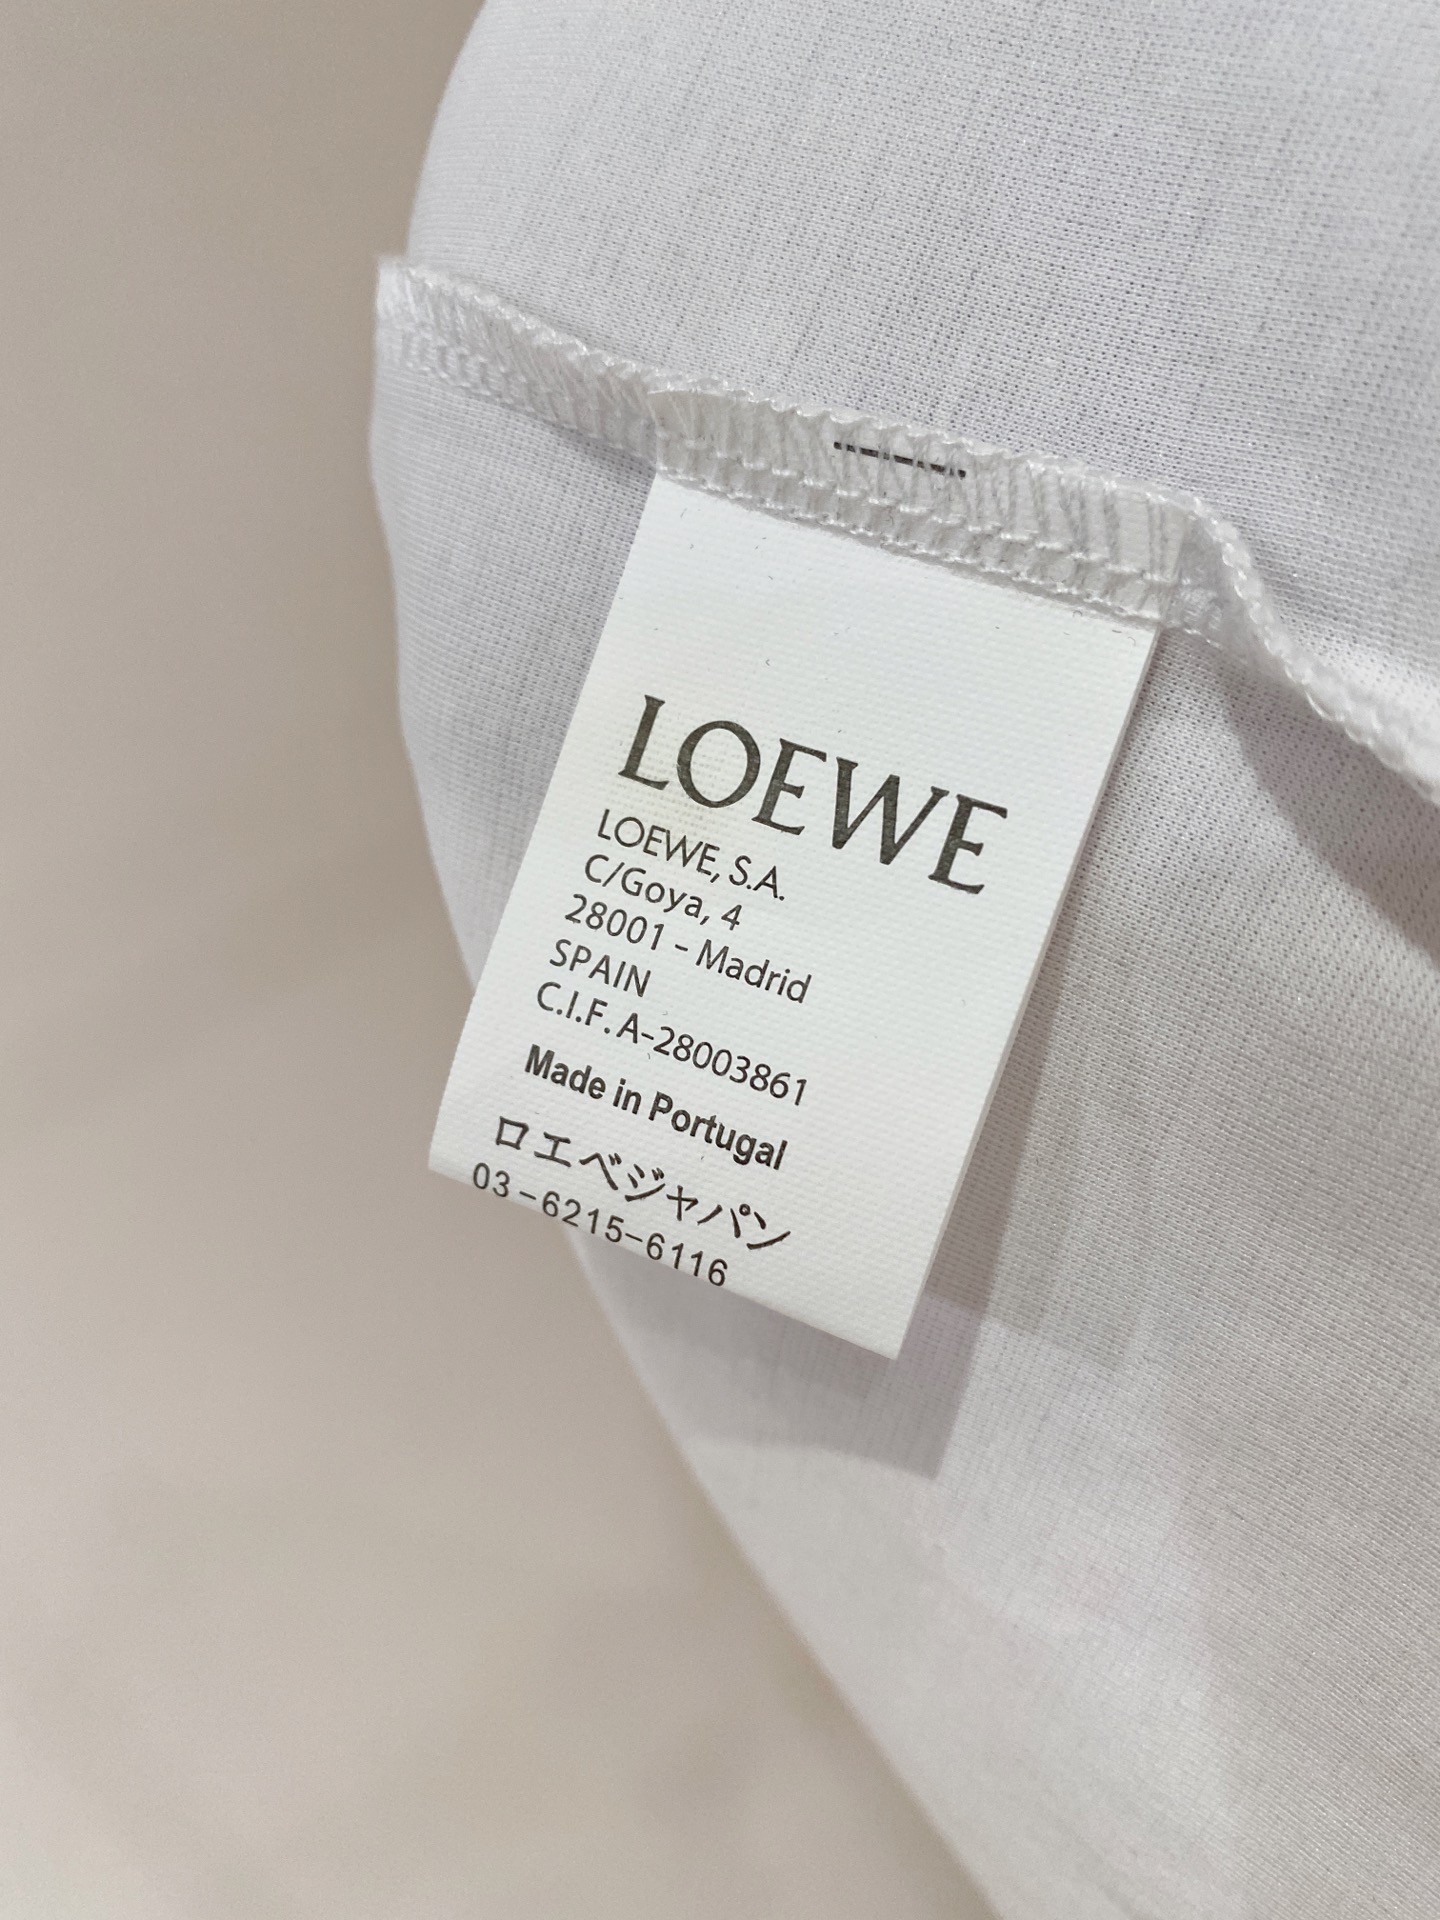 LOEWE
LOEWE, S.A.
C/Goya, 4
28001 - Madrid
SPAIN
C.I.F. A-28003861
Made in Portugal
ロエベジャパン
03-6215-6116